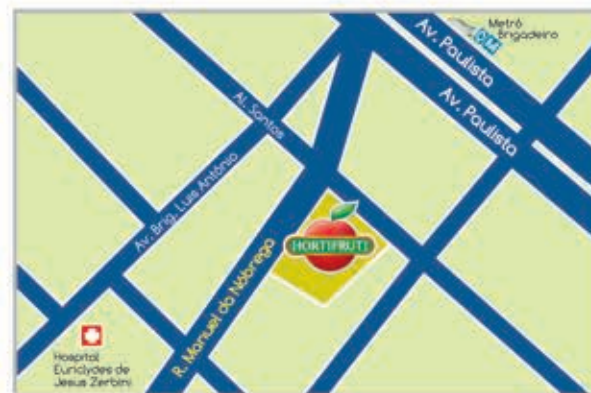 Metrô
Brigadeiro
Av. Paulista
Av. Paulista
Al. Santos
Av. Brig. Luis Antônio
HORTIFRUTI
R. Manuel da Nóbrega
Hospital
Euriclydes de
Jesus Zerbini